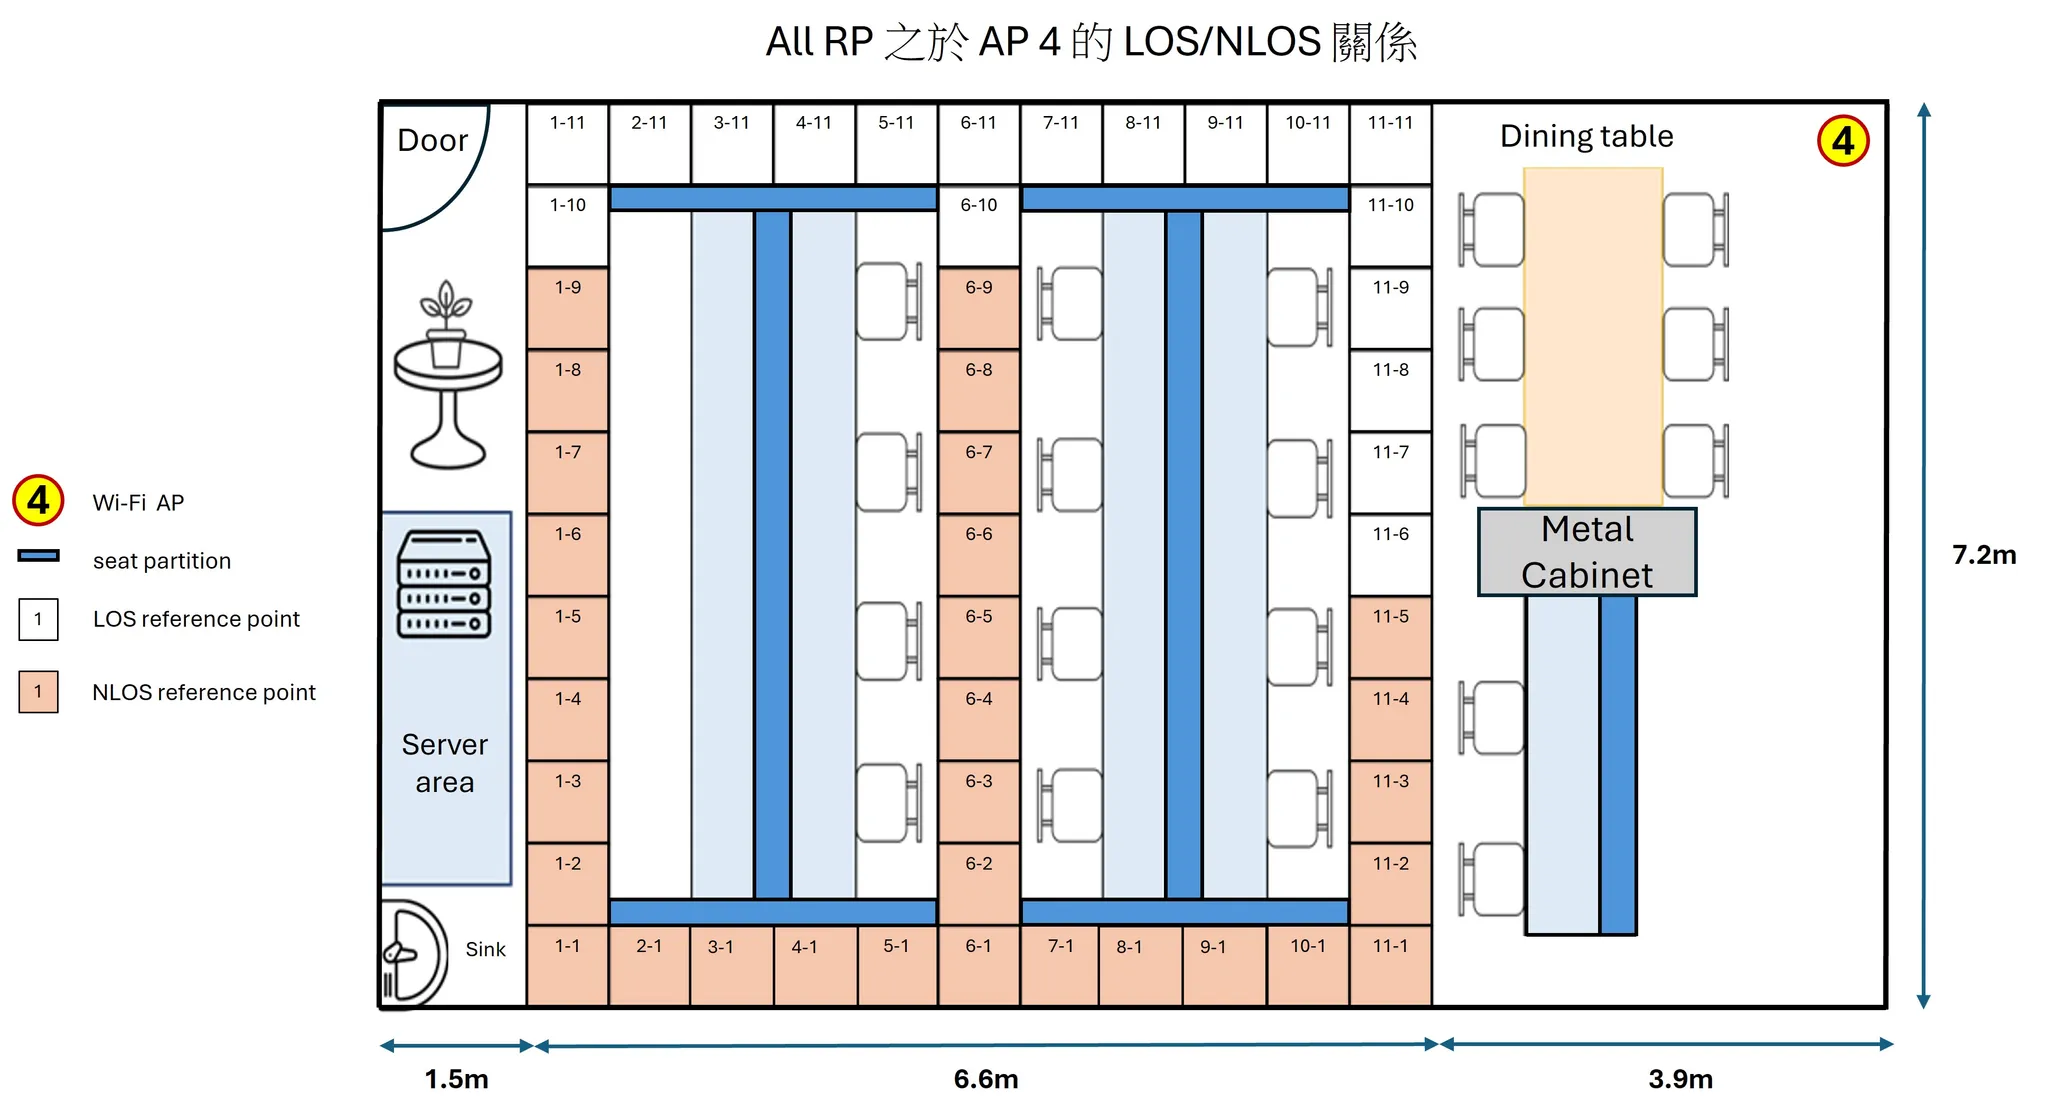 All RP 之於 AP 4 的 LOS/NLOS 關係
Door
1-11 2-11 3-11 4-11 5-11 6-11 7-11 8-11 9-11 10-11 11-11
Dining table
4
1-10 6-10 11-10
1-9 6-9 11-9
1-8 6-8 11-8
1-7 6-7 11-7
1-6 6-6 11-6
Metal
Cabinet
1-5 6-5 11-5
1-4 6-4 11-4
Server
area
1-3 6-3 11-3
1-2 6-2 11-2
Sink
1-1 2-1 3-1 4-1 5-1 6-1 7-1 8-1 9-1 10-1 11-1
4 Wi-Fi AP
seat partition
1 LOS reference point
1 NLOS reference point
7.2m
1.5m
6.6m
3.9m